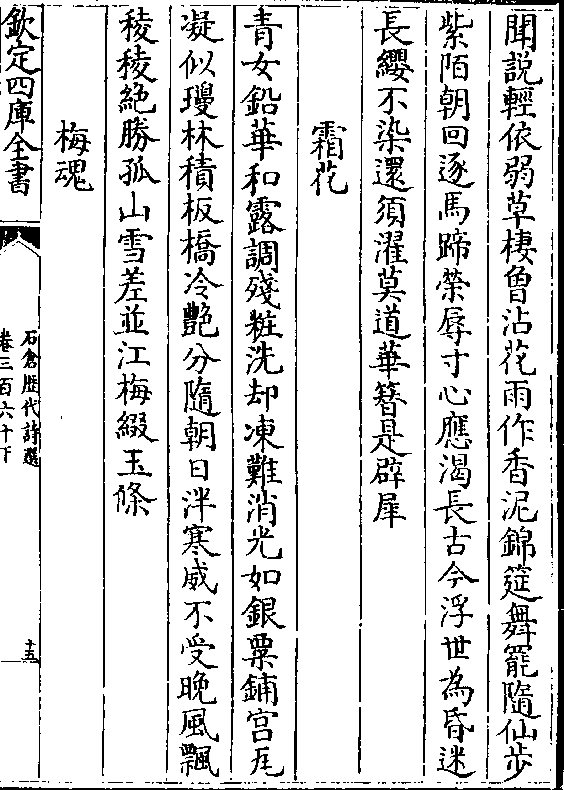 聞說輕依弱草棲曾沾花雨作香泥錦筵舞罷隨仙步
紫陌朝回逐馬蹄榮辱寸心應渴長古今浮世為昏迷
長纓不染還須濯莫道華簪是辟犀
霜花
青女鉛華和露調殘粧洗却凍難消光如銀粟鋪宮瓦
凝似瓊林積板橋冷艷分隨朝日泮寒威不受晚風飄
稜稜絶勝孤山雪差並江梅綴玉條
梅魂
欽定四庫全書
石倉歴代詩選
卷三百六十下
十五